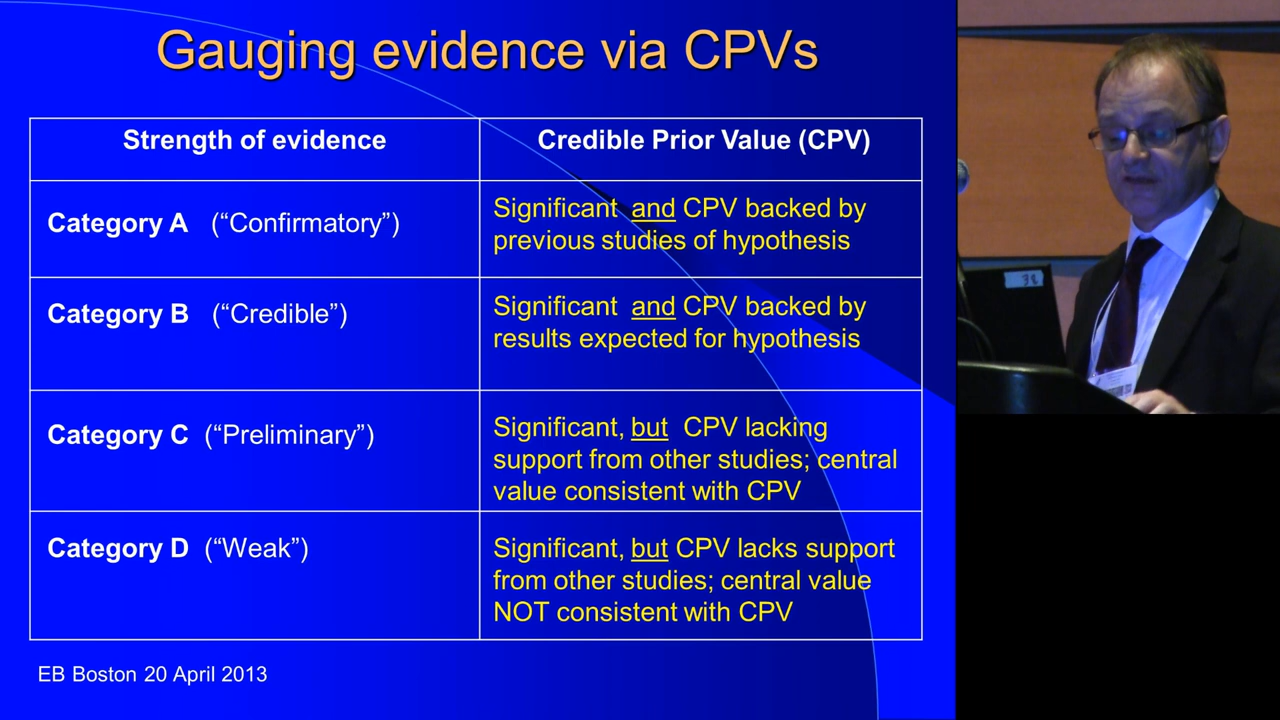 Gauging evidence via CPVs
Strength of evidence
Credible Prior Value (CPV)
Category A (“Confirmatory”)
Significant and CPV backed by
previous studies of hypothesis
Category B (“Credible”)
Significant and CPV backed by
results expected for hypothesis
Category C (“Preliminary”)
Significant, but CPV lacking
support from other studies; central
value consistent with CPV
Category D (“Weak”)
Significant, but CPV lacks support
from other studies; central value
NOT consistent with CPV
EB Boston 20 April 2013